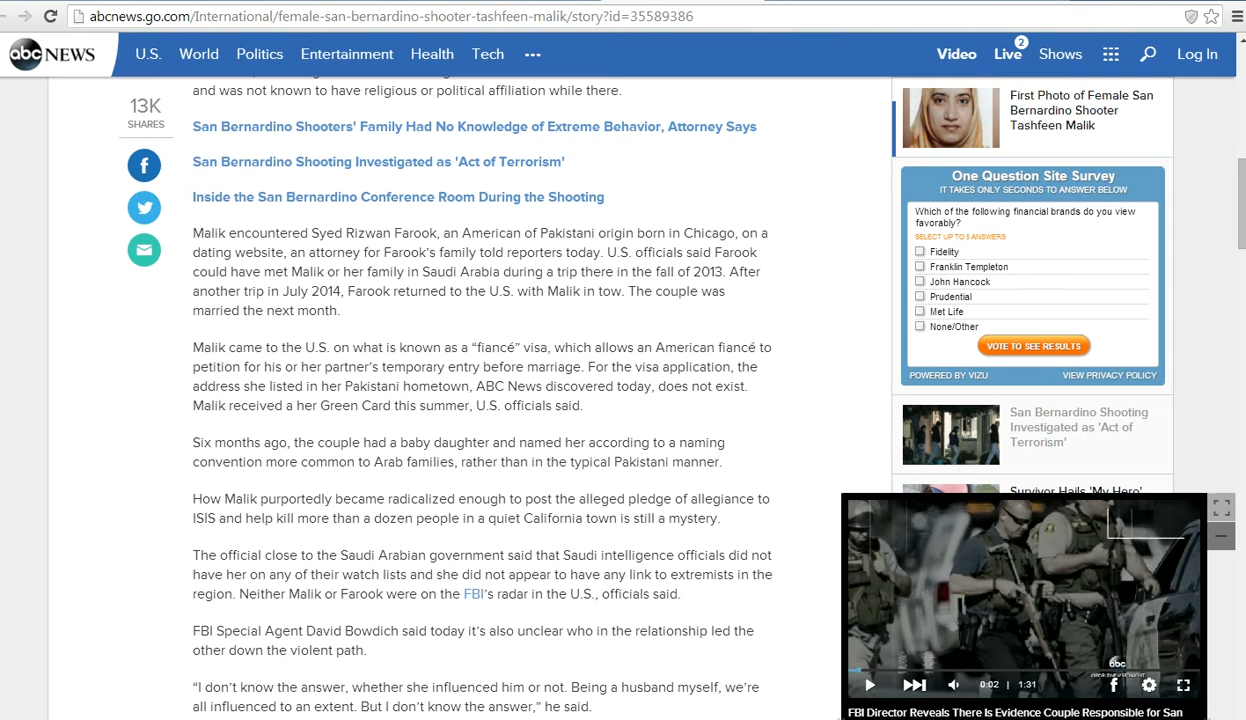 abcnews.go.com/International/female-san-bernardino-shooter-tashfeen-malik/story?id=35589386
abc NEWS
U.S. World Politics Entertainment Health Tech ...
Video Live 2 Shows Log In
and was not known to have religious or political affiliation while there.
13K
SHARES
San Bernardino Shooters' Family Had No Knowledge of Extreme Behavior, Attorney Says
San Bernardino Shooting Investigated as 'Act of Terrorism'
Inside the San Bernardino Conference Room During the Shooting
Malik encountered Syed Rizwan Farook, an American of Pakistani origin born in Chicago, on a
dating website, an attorney for Farook’s family told reporters today. U.S. officials said Farook
could have met Malik or her family in Saudi Arabia during a trip there in the fall of 2013. After
another trip in July 2014, Farook returned to the U.S. with Malik in tow. The couple was
married the next month.
Malik came to the U.S. on what is known as a “fiancé” visa, which allows an American fiancé to
petition for his or her partner’s temporary entry before marriage. For the visa application, the
address she listed in her Pakistani hometown, ABC News discovered today, does not exist.
Malik received a her Green Card this summer, U.S. officials said.
Six months ago, the couple had a baby daughter and named her according to a naming
convention more common to Arab families, rather than in the typical Pakistani manner.
How Malik purportedly became radicalized enough to post the alleged pledge of allegiance to
ISIS and help kill more than a dozen people in a quiet California town is still a mystery.
The official close to the Saudi Arabian government said that Saudi intelligence officials did not
have her on any of their watch lists and she did not appear to have any link to extremists in the
region. Neither Malik or Farook were on the FBI’s radar in the U.S., officials said.
FBI Special Agent David Bowdich said today it’s also unclear who in the relationship led the
other down the violent path.
“I don’t know the answer, whether she influenced him or not. Being a husband myself, we’re
all influenced to an extent. But I don’t know the answer,” he said.
First Photo of Female San
Bernardino Shooter
Tashfeen Malik
One Question Site Survey
IT TAKES ONLY SECONDS TO ANSWER BELOW
Which of the following financial brands do you view
favorably?
SELECT UP TO 5 ANSWERS
Fidelity
Franklin Templeton
John Hancock
Prudential
Met Life
None/Other
VOTE TO SEE RESULTS
POWERED BY VIZU VIEW PRIVACY POLICY
San Bernardino Shooting
Investigated as 'Act of
Terrorism'
Survivor Hails 'My Hero'
abc
0:02 | 1:31
FBI Director Reveals There Is Evidence Couple Responsible for San